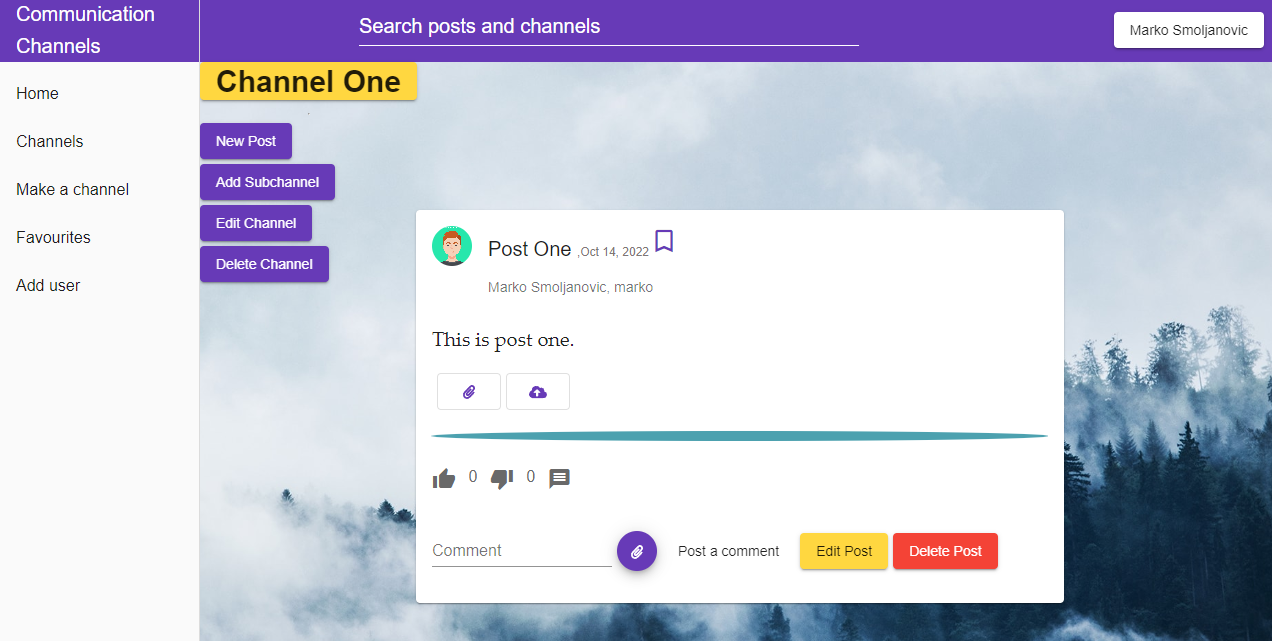 Communication
Channels
Search posts and channels
Marko Smoljanovic
Home
Channels
Make a channel
Favourites
Add user
Channel One
New Post
Add Subchannel
Edit Channel
Delete Channel
Post One ,Oct 14, 2022
Marko Smoljanovic, marko
This is post one.
0 0
Comment
Post a comment
Edit Post
Delete Post